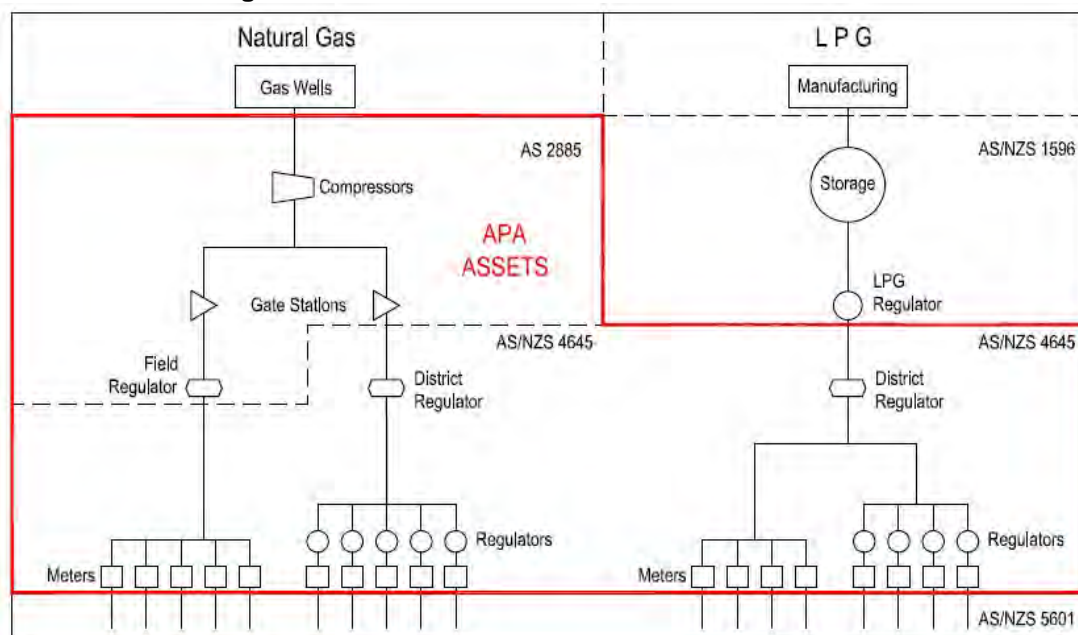 Natural Gas
L P G
Gas Wells
Manufacturing
AS 2885
AS/NZS 1596
Compressors
Storage
APA
ASSETS
Gate Stations
LPG
Regulator
AS/NZS 4645
AS/NZS 4645
Field
Regulator
District
Regulator
District
Regulator
Regulators
Regulators
Meters
Meters
AS/NZS 5601